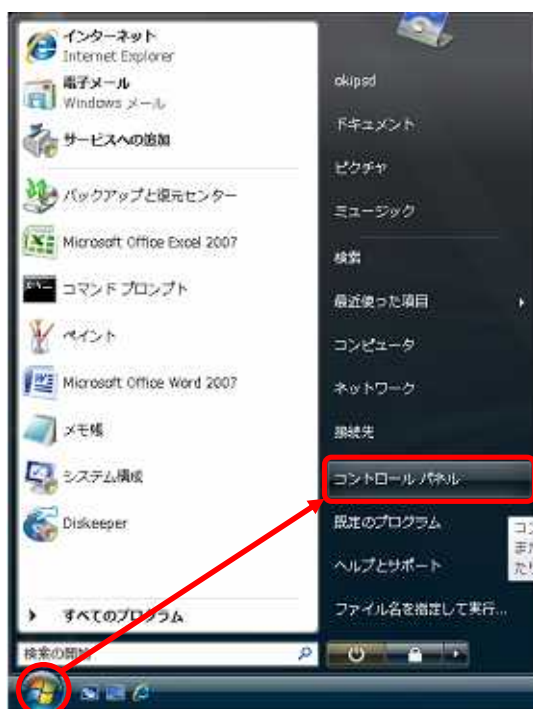 インターネット
Internet Explorer
電子メール
Windows メール
サービスへの追加
バックアップと復元センター
Microsoft Office Excel 2007
コマンド プロンプト
ペイント
Microsoft Office Word 2007
メモ帳
システム構成
Diskeeper
すべてのプログラム
検索の開始
okipsd
ドキュメント
ピクチャ
ミュージック
検索
最近使った項目
コンピュータ
ネットワーク
接続先
コントロール パネル
既定のプログラム
ヘルプとサポート
ファイル名を指定して実行...
コン
また
たり